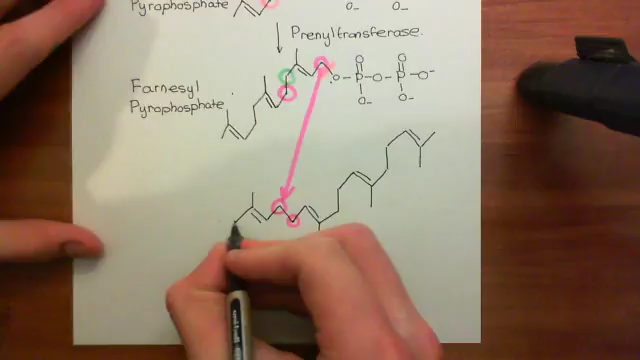 Pyrophosphate
O- O-
Prenyltransferase.
Farnesyl
Pyrophosphate
O O
O-P-O-P-O-
O- O-